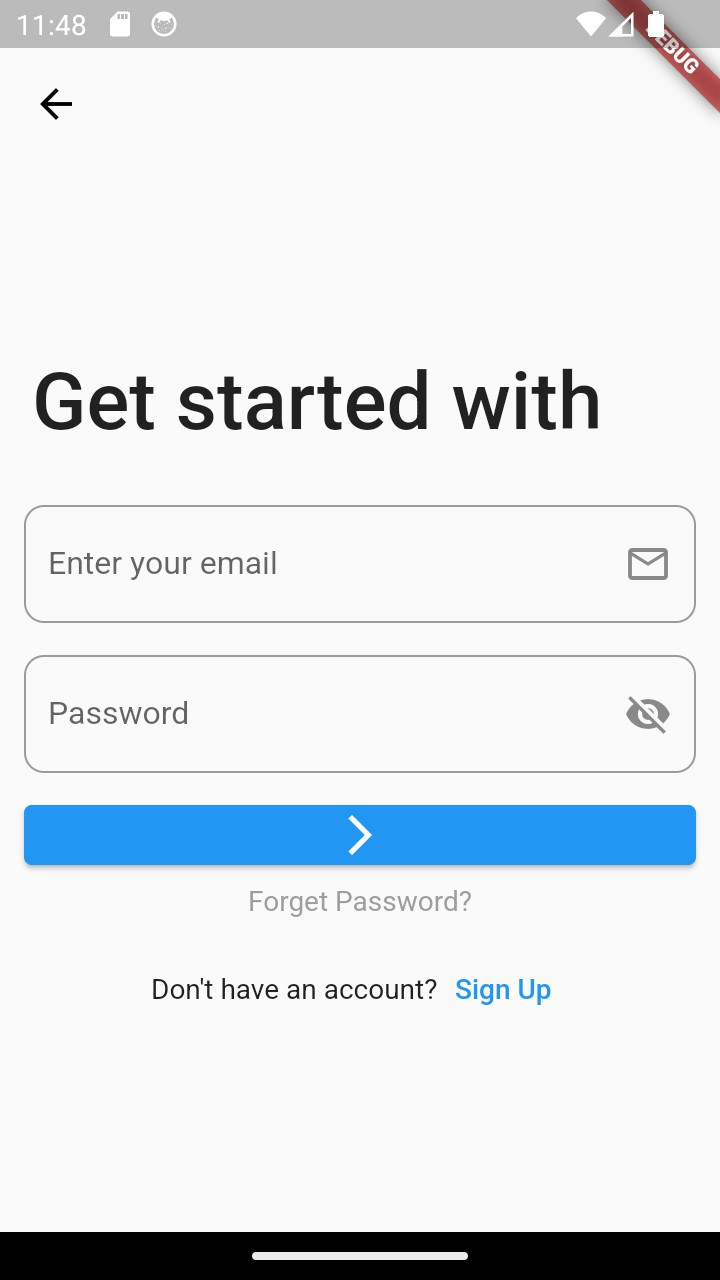 11:48
EBUG
Get started with
Enter your email
Password
Forget Password?
Don't have an account? Sign Up